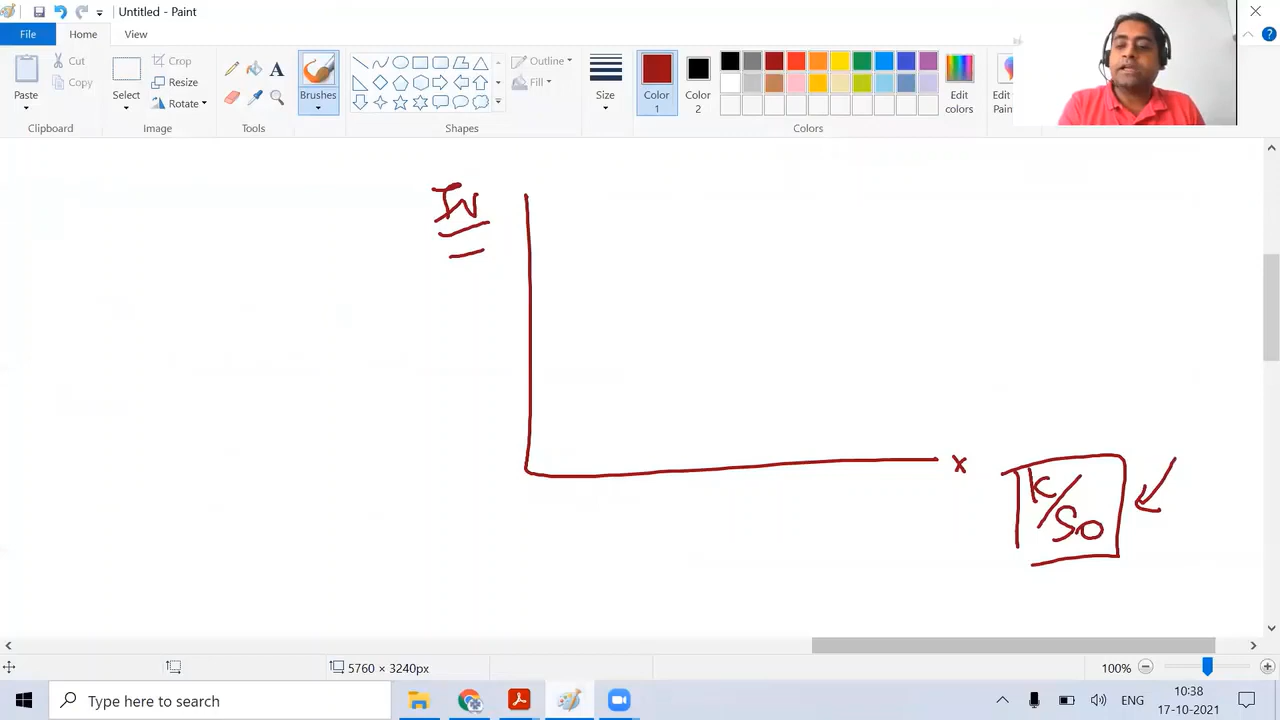 Untitled - Paint
File
Home
View
Paste
Cut
Copy
Clipboard
Select
Crop
Resize
Rotate
Image
A
Tools
Brushes
Outline
Fill
Shapes
Size
Color 1
Color 2
Colors
Edit colors
Edit
Pain
IV
x
K/S0
5760 × 3240px
100%
Type here to search
ENG
10:38
17-10-2021